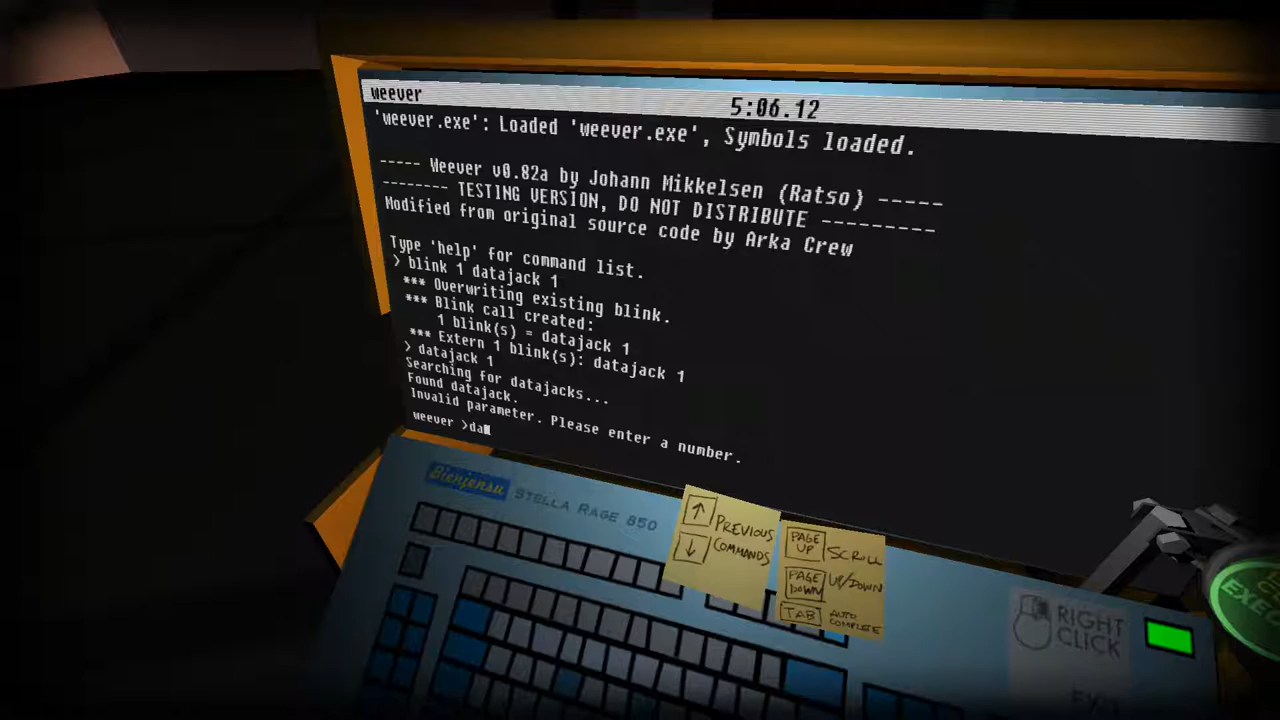 weever
5:06.12
'weever.exe': Loaded 'weever.exe', Symbols loaded.
----- Weever v0.82a by Johann Mikkelsen (Ratso) -----
-------- TESTING VERSION, DO NOT DISTRIBUTE ---------
Modified from original source code by Arka Crew
Type 'help' for command list.
> blink 1 datajack 1
*** Overwriting existing blink.
*** Blink call created:
1 blink(s) = datajack 1
*** Extern 1 blink(s): datajack 1
> datajack 1
Searching for datajacks...
Found datajack.
Invalid parameter. Please enter a number.
weever >da
Bienjensu
STELLA RAGE 850
↑ PREVIOUS
↓ COMMANDS
PAGE UP SCROLL
PAGE DOWN UP/DOWN
TAB AUTO COMPLETE
RIGHT
CLICK
EXIT